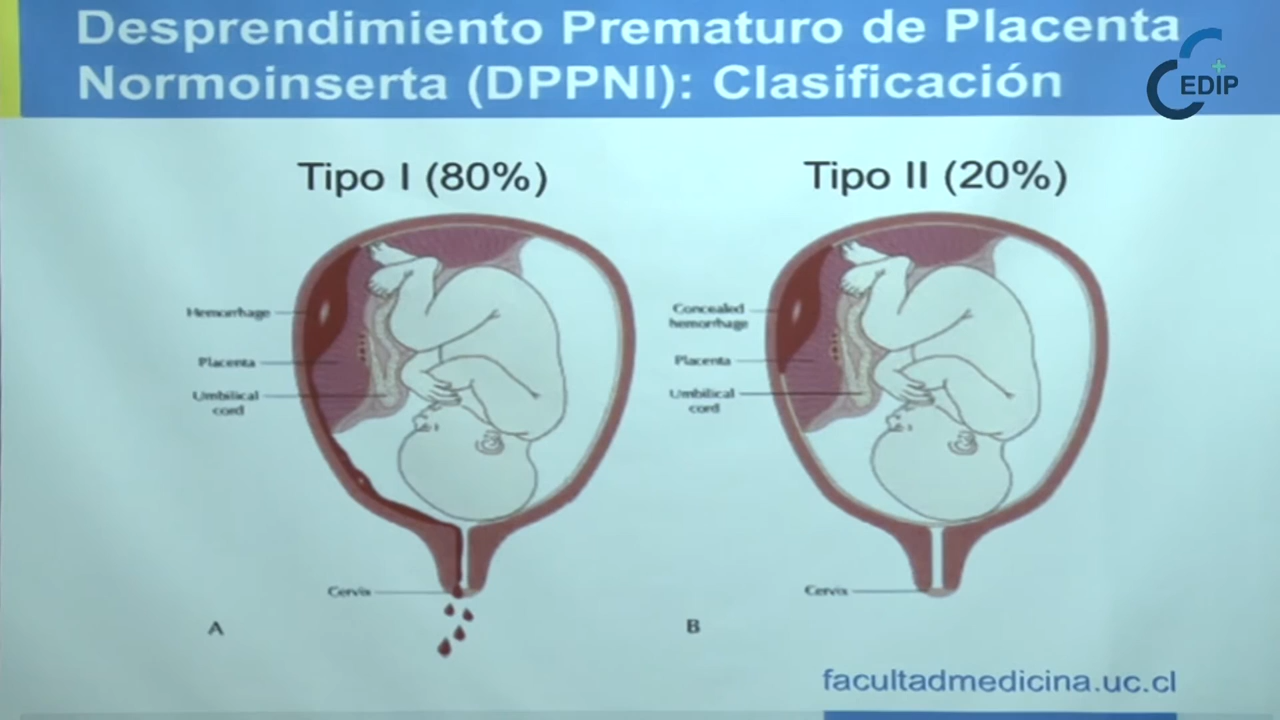 Desprendimiento Prematuro de Placenta
Normoinserta (DPPNI): Clasificación
EDIP
Tipo I (80%)
Tipo II (20%)
Hemorrhage
Placenta
Umbilical
cord
Cervix
A
Concealed
hemorrhage
Placenta
Umbilical
cord
Cervix
B
facultadmedicina.uc.cl